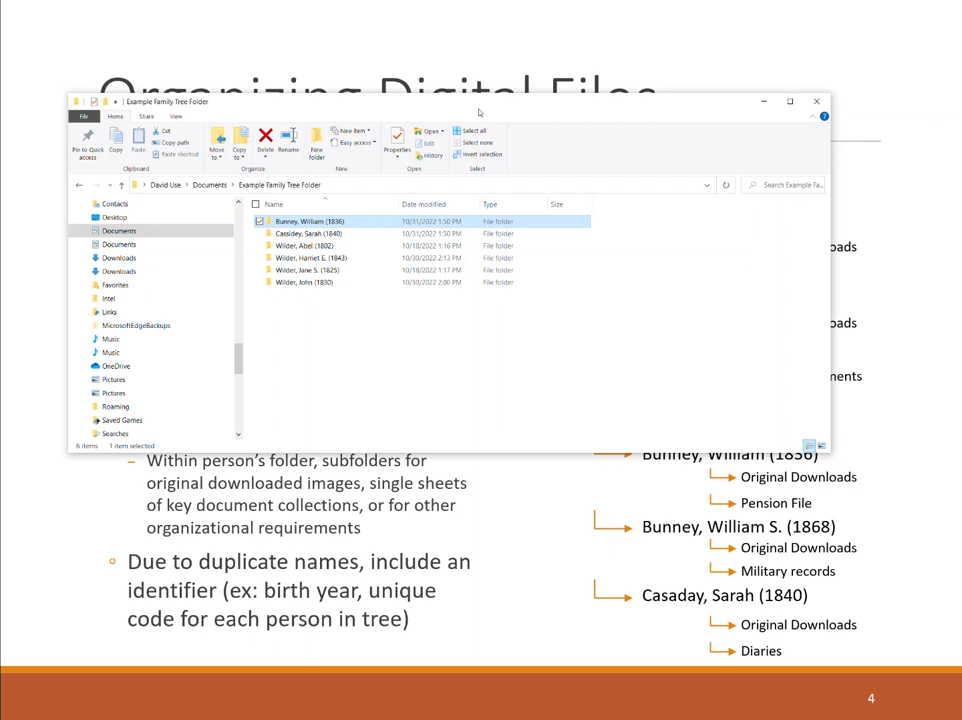 Organizing Digital Files
Example Family Tree Folder
File Home Share View
Pin to Quick access
Copy
Paste
Cut
Copy path
Paste shortcut
Clipboard
Move to
Copy to
Delete
Rename
Organize
New folder
New item
Easy access
New
Properties
Open
Edit
History
Open
Select all
Select none
Invert selection
Select
David Use > Documents > Example Family Tree Folder
Search Example Fa...
Contacts
Desktop
Documents
Documents
Downloads
Downloads
Favorites
Intel
Links
MicrosoftEdgeBackups
Music
Music
OneDrive
Pictures
Pictures
Roaming
Saved Games
Searches
Name Date modified Type Size
Bunney, William (1836) 10/31/2022 1:50 PM File folder
Cassidey, Sarah (1840) 10/31/2022 1:50 PM File folder
Wilder, Abel (1802) 10/18/2022 1:16 PM File folder
Wilder, Harriet E. (1843) 10/30/2022 2:13 PM File folder
Wilder, Jane S. (1825) 10/18/2022 1:17 PM File folder
Wilder, John (1830) 10/30/2022 2:00 PM File folder
6 items 1 item selected
oads
oads
ments
– Within person's folder, subfolders for
original downloaded images, single sheets
of key document collections, or for other
organizational requirements
Due to duplicate names, include an
identifier (ex: birth year, unique
code for each person in tree)
Bunney, William (1836)
Original Downloads
Pension File
Bunney, William S. (1868)
Original Downloads
Military records
Casaday, Sarah (1840)
Original Downloads
Diaries
4